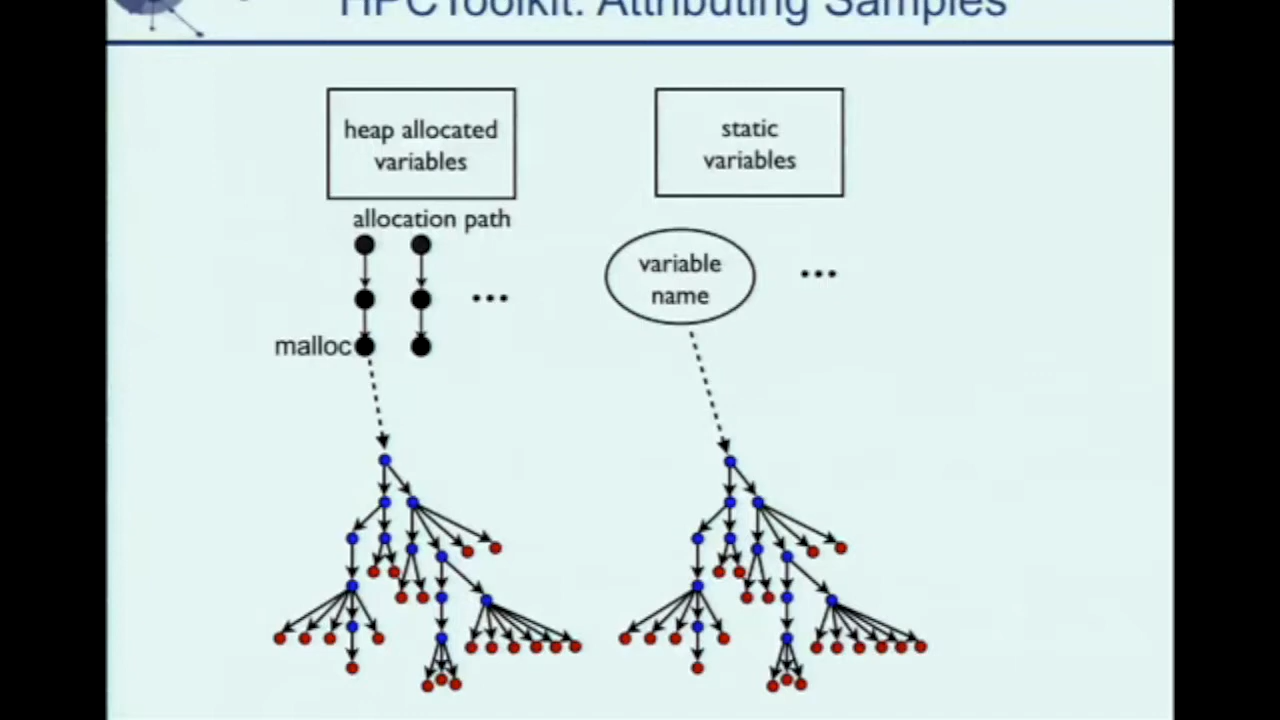 HPCToolkit: Attributing Samples
heap allocated
variables
static
variables
allocation path
variable
name
...
...
malloc